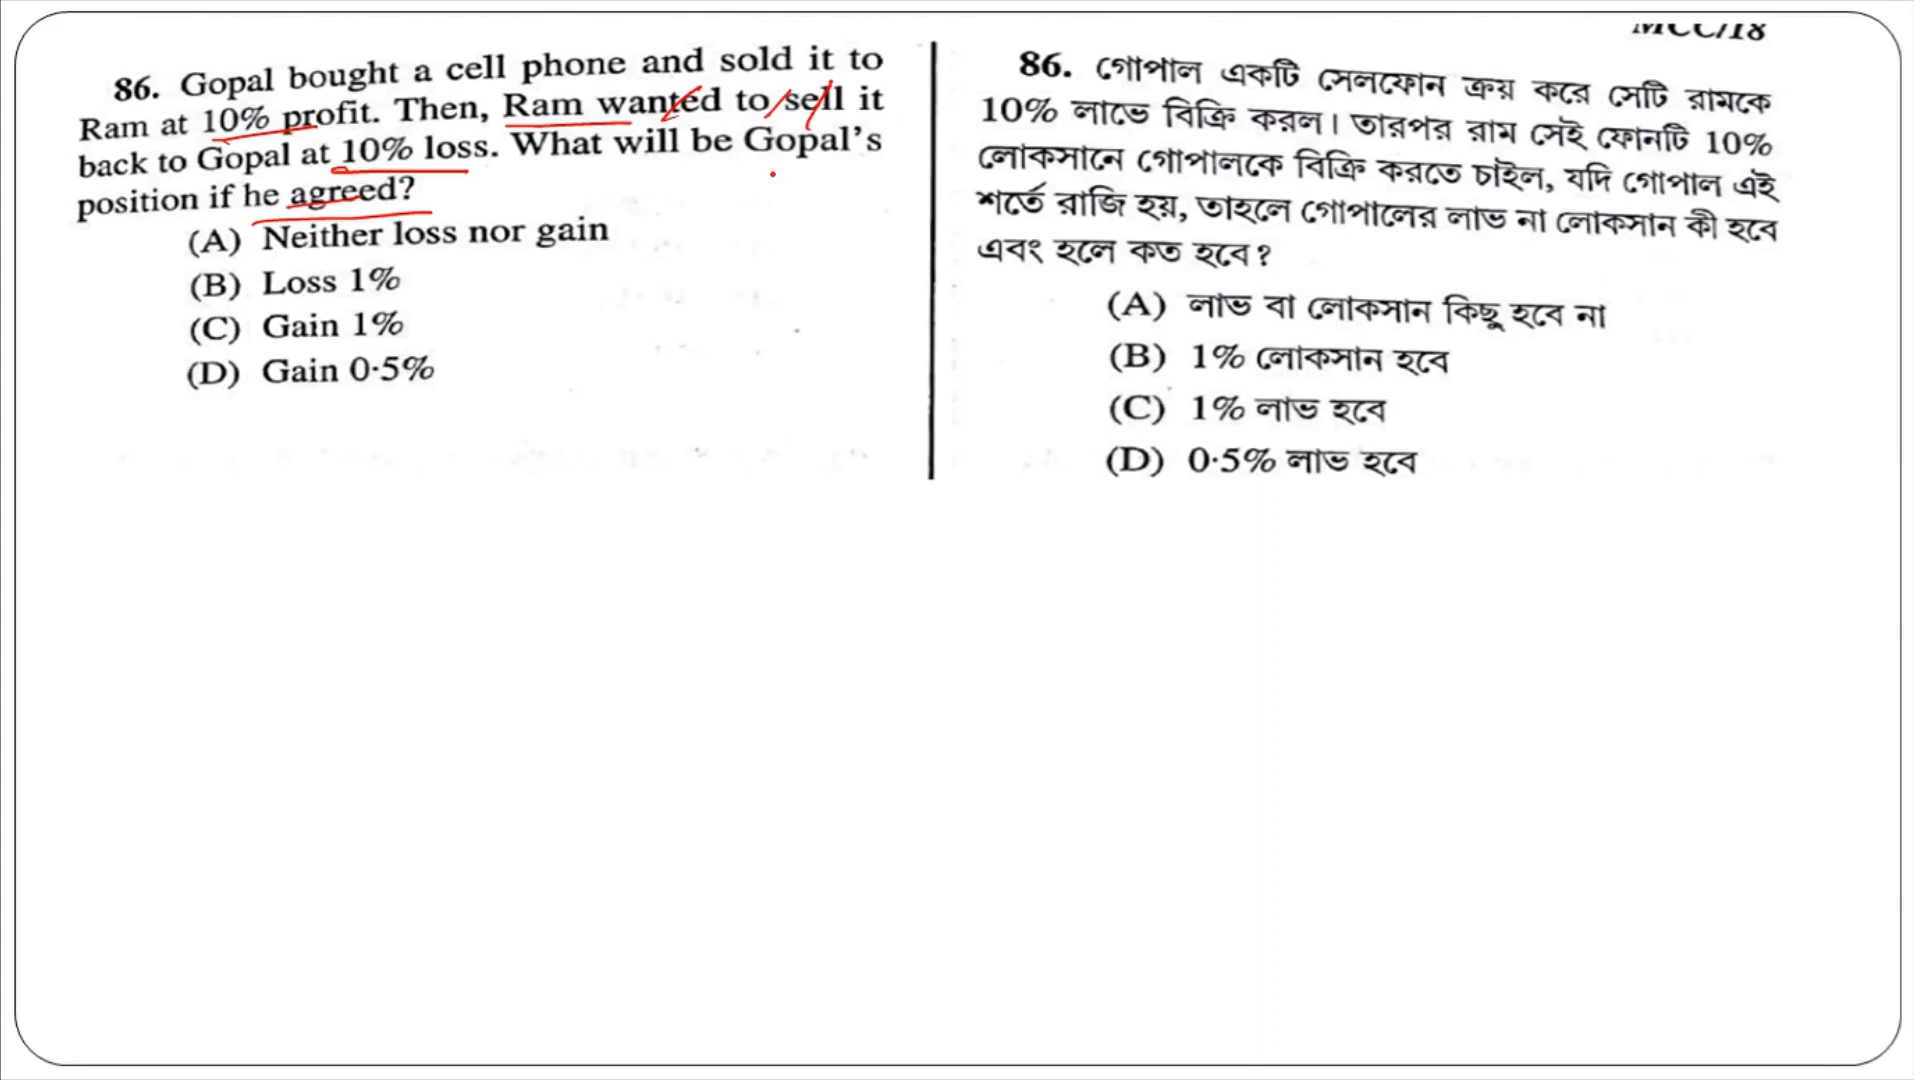 86. Gopal bought a cell phone and sold it to
Ram at 10% profit. Then, Ram wanted to sell it
back to Gopal at 10% loss. What will be Gopal's
position if he agreed?
(A) Neither loss nor gain
(B) Loss 1%
(C) Gain 1%
(D) Gain 0·5%
MCC/18
86. গোপাল একটি সেলফোন ক্রয় করে সেটি রামকে
10% লাভে বিক্রি করল। তারপর রাম সেই ফোনটি 10%
লোকসানে গোপালকে বিক্রি করতে চাইল, যদি গোপাল এই
শর্তে রাজি হয়, তাহলে গোপালের লাভ না লোকসান কী হবে
এবং হলে কত হবে?
(A) লাভ বা লোকসান কিছু হবে না
(B) 1% লোকসান হবে
(C) 1% লাভ হবে
(D) 0·5% লাভ হবে